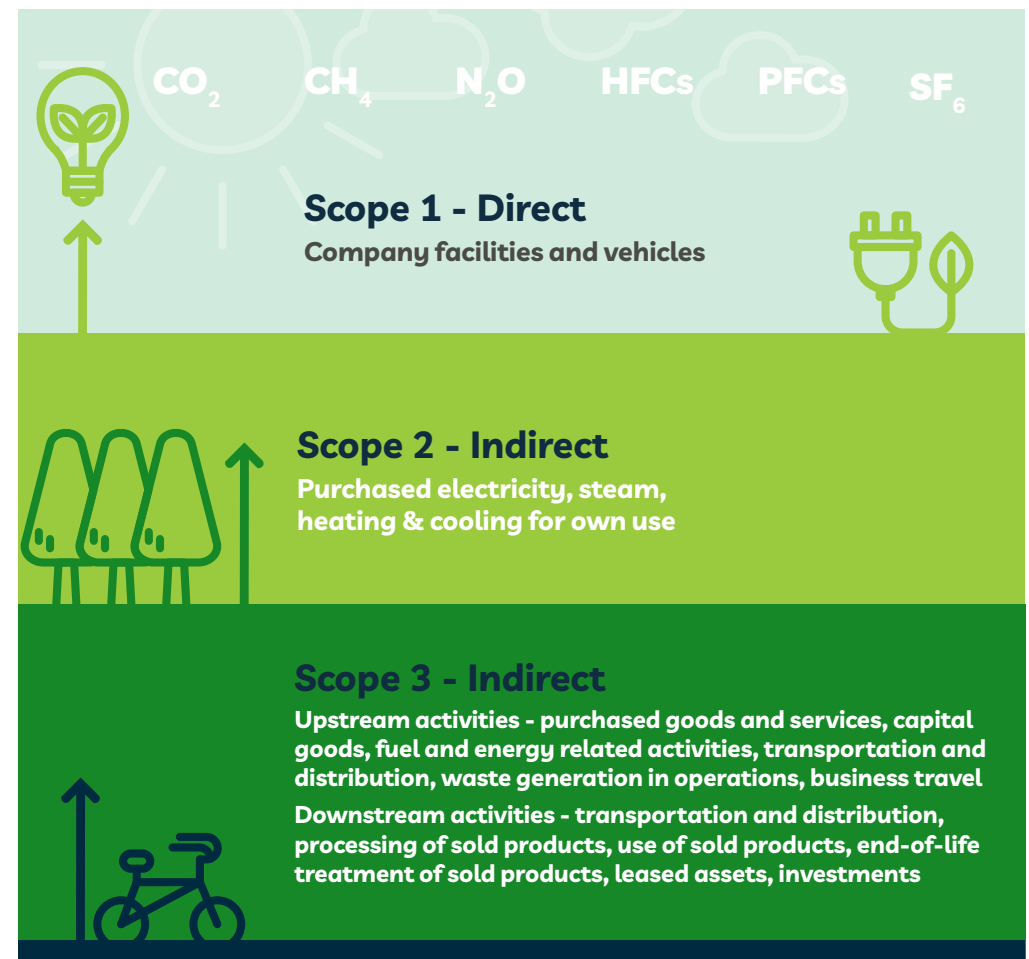 CO₂ CH₄ N₂O HFCs PFCs SF₆
Scope 1 - Direct
Company facilities and vehicles
Scope 2 - Indirect
Purchased electricity, steam,
heating & cooling for own use
Scope 3 - Indirect
Upstream activities - purchased goods and services, capital
goods, fuel and energy related activities, transportation and
distribution, waste generation in operations, business travel
Downstream activities - transportation and distribution,
processing of sold products, use of sold products, end-of-life
treatment of sold products, leased assets, investments